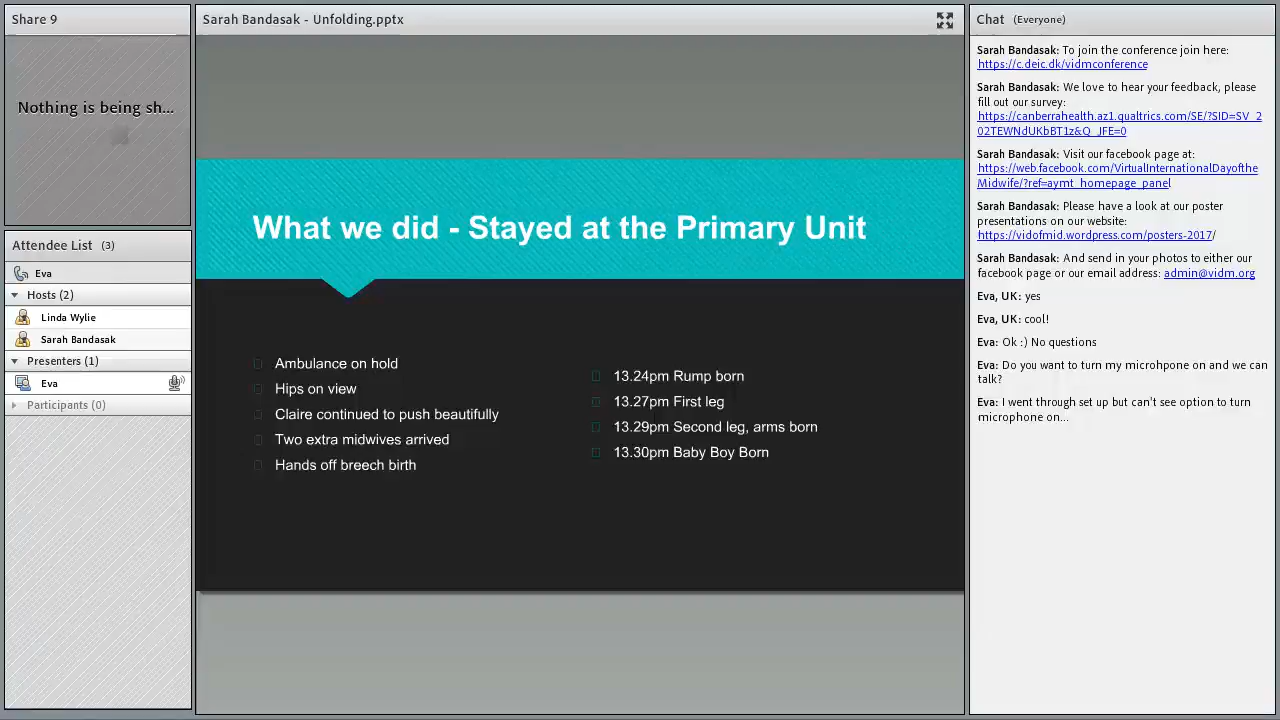 Share 9
Nothing is being sh...
Attendee List (3)
Eva
Hosts (2)
Linda Wylie
Sarah Bandasak
Presenters (1)
Eva
Participants (0)
Sarah Bandasak - Unfolding.pptx
What we did - Stayed at the Primary Unit
Ambulance on hold
Hips on view
Claire continued to push beautifully
Two extra midwives arrived
Hands off breech birth
13.24pm Rump born
13.27pm First leg
13.29pm Second leg, arms born
13.30pm Baby Boy Born
Chat (Everyone)
Sarah Bandasak: To join the conference join here:
https://c.deic.dk/vidmconference
Sarah Bandasak: We love to hear your feedback, please
fill out our survey:
https://canberrahealth.az1.qualtrics.com/SE/?SID=SV_2
02TEWNdUKbBT1z&Q_JFE=0
Sarah Bandasak: Visit our facebook page at:
https://web.facebook.com/VirtualInternationalDayofthe
Midwife/?ref=aymt_homepage_panel
Sarah Bandasak: Please have a look at our poster
presentations on our website:
https://vidofmid.wordpress.com/posters-2017/
Sarah Bandasak: And send in your photos to either our
facebook page or our email address: admin@vidm.org
Eva, UK: yes
Eva, UK: cool!
Eva: Ok :) No questions
Eva: Do you want to turn my microhpone on and we can
talk?
Eva: I went through set up but can't see option to turn
microphone on...